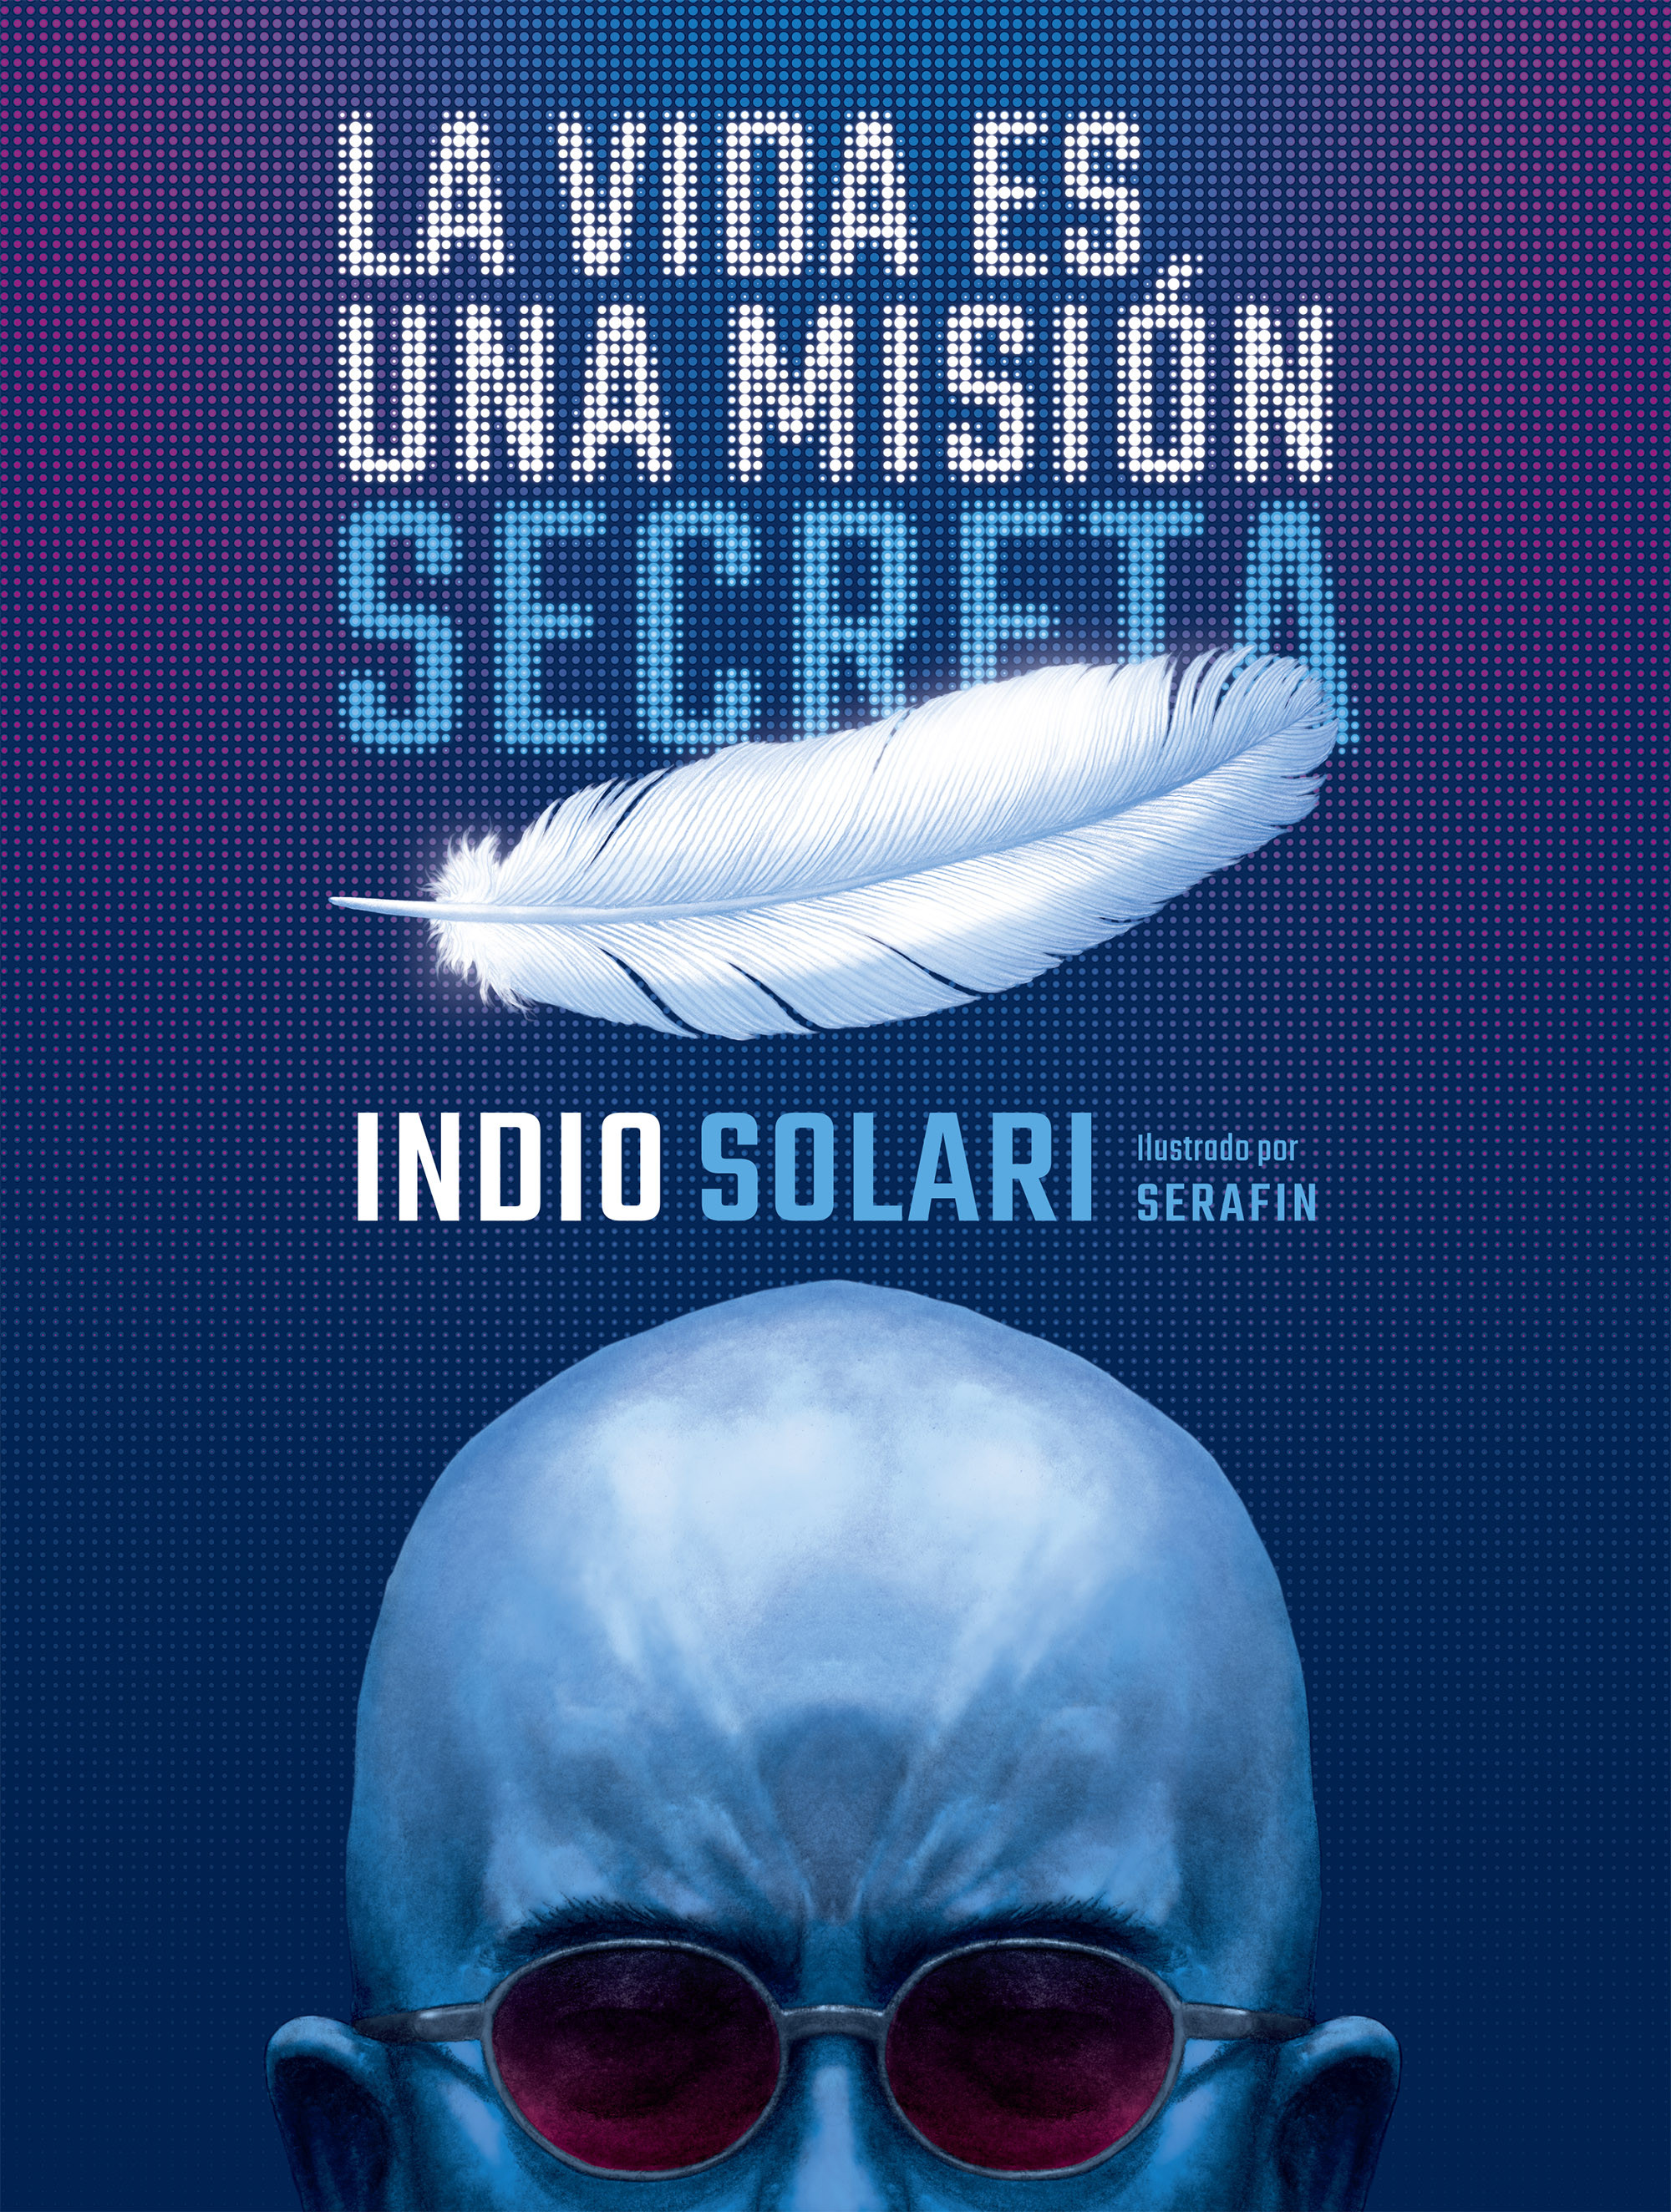 LA VIDA ES
UNA MISIÓN
SECRETA
INDIO SOLARI
Ilustrado por
SERAFIN